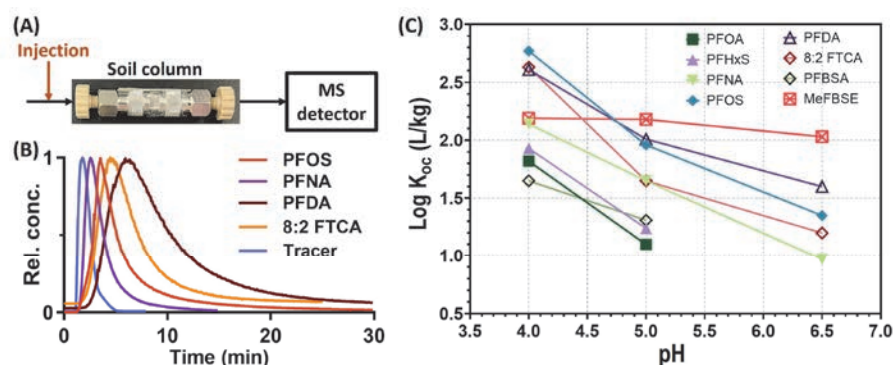 (A)
Injection
Soil column
MS
detector
(B)
Rel. conc.
1
0
PFOS
PFNA
PFDA
8:2 FTCA
Tracer
0 10 20 30
Time (min)
(C)
Log Koc (L/kg)
3.0
2.5
2.0
1.5
1.0
0.5
PFOA
PFHxS
PFNA
PFOS
PFDA
8:2 FTCA
PFBSA
MeFBSE
3.5 4.0 4.5 5.0 5.5 6.0 6.5 7.0
pH